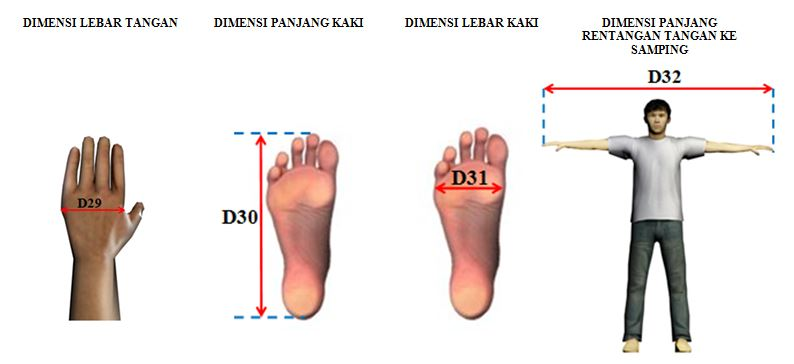 DIMENSI LEBAR TANGAN
DIMENSI PANJANG KAKI
DIMENSI LEBAR KAKI
DIMENSI PANJANG
RENTANGAN TANGAN KE
SAMPING
D29
D30
D31
D32